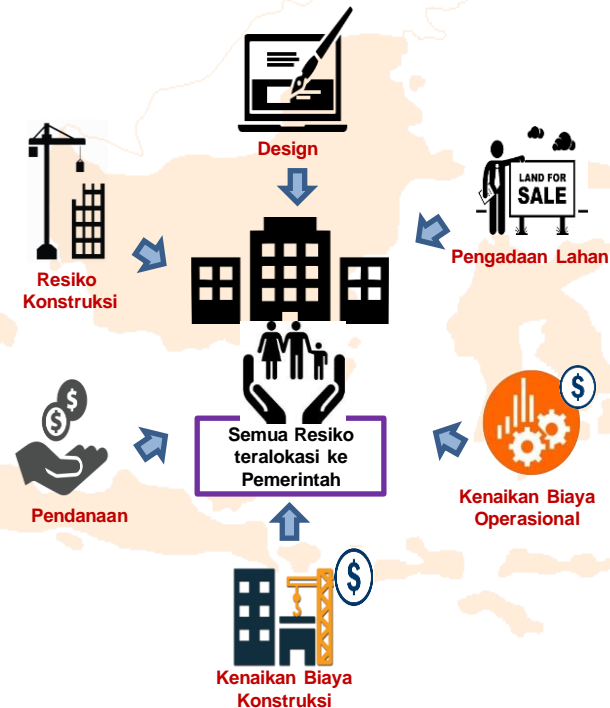 Design
LAND FOR
SALE
Pengadaan Lahan
Resiko
Konstruksi
Semua Resiko
teralokasi ke
Pemerintah
$
$
Pendanaan
$
Kenaikan Biaya
Operasional
$
Kenaikan Biaya
Konstruksi